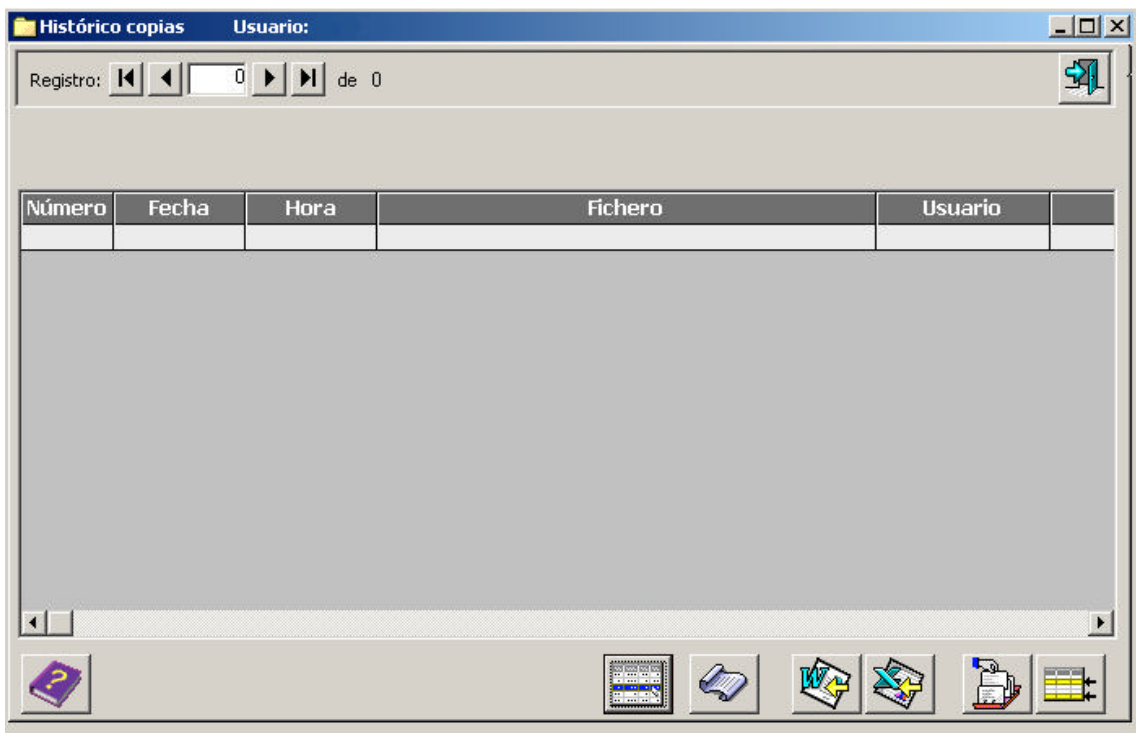 Histórico copias Usuario:
Registro: 0 de 0
Número Fecha Hora Fichero Usuario